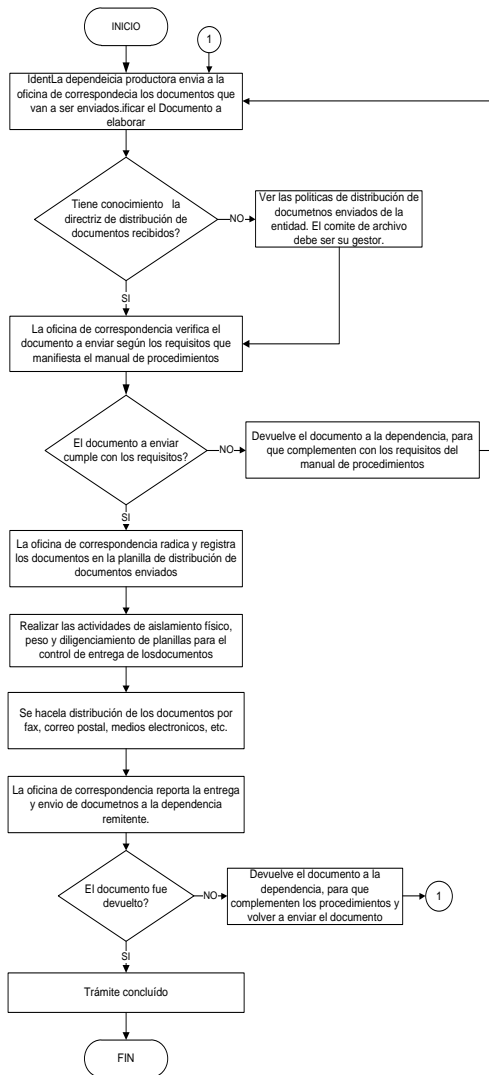 INICIO
1
IdentLa dependeicia productora envia a la
oficina de correspondecia los documentos que
van a ser enviados.ificar el Documento a
elaborar
Tiene conocimiento la
directriz de distribución de
documentos recibidos?
NO
Ver las politicas de distribución de
documetnos enviados de la
entidad. El comite de archivo
debe ser su gestor.
SI
La oficina de correspondencia verifica el
documento a enviar según los requisitos que
manifiesta el manual de procedimientos
El documento a enviar
cumple con los requisitos?
NO
Devuelve el documento a la dependencia, para
que complementen con los requisitos del
manual de procedimientos
SI
La oficina de correspondencia radica y registra
los documentos en la planilla de distribución de
documentos enviados
Realizar las actividades de aislamiento físico,
peso y diligenciamiento de planillas para el
control de entrega de losdocumentos
Se hacela distribución de los documentos por
fax, correo postal, medios electronicos, etc.
La oficina de correspondencia reporta la entrega
y envio de documetnos a la dependencia
remitente.
El documento fue
devuelto?
NO
Devuelve el documento a la
dependencia, para que
complementen los procedimientos y
volver a enviar el documento
1
SI
Trámite concluído
FIN